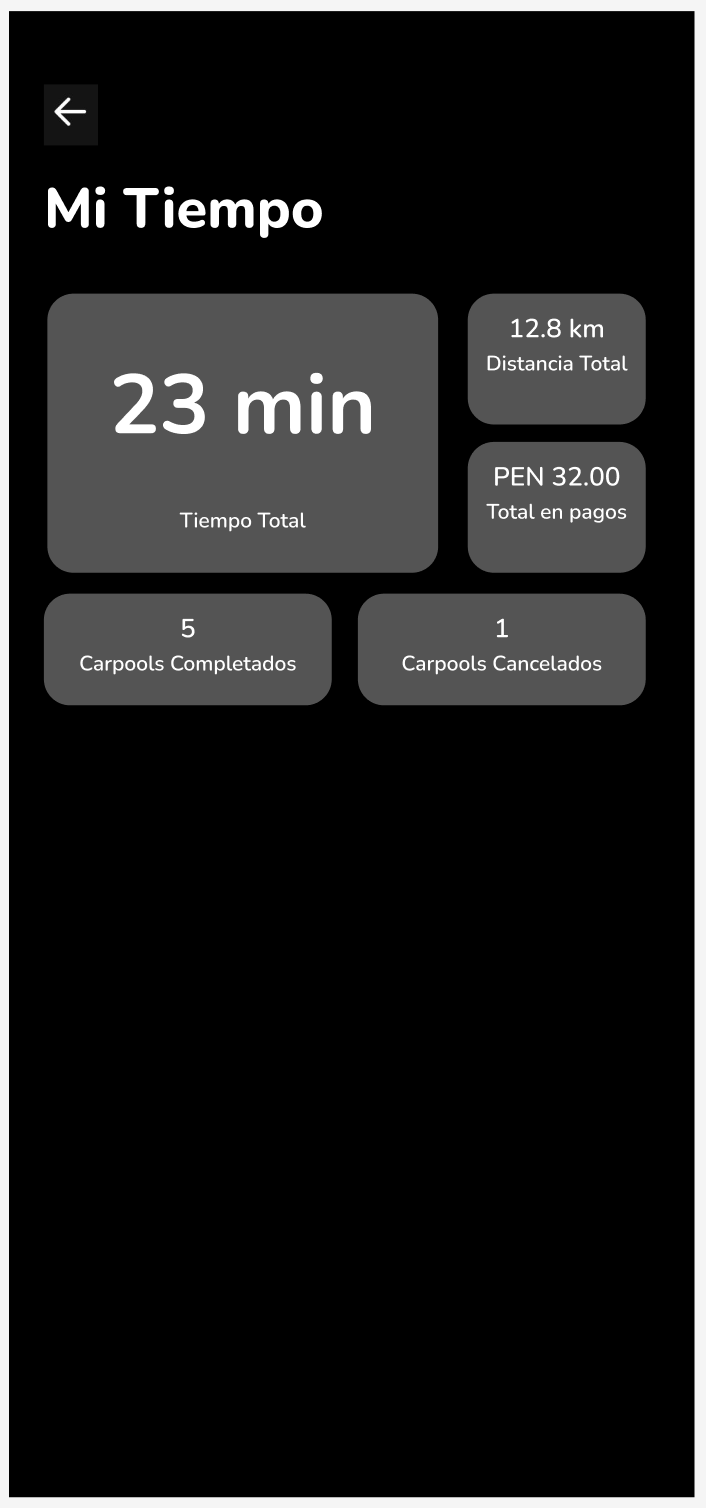 Mi Tiempo
23 min
Tiempo Total
12.8 km
Distancia Total
PEN 32.00
Total en pagos
5
Carpools Completados
1
Carpools Cancelados